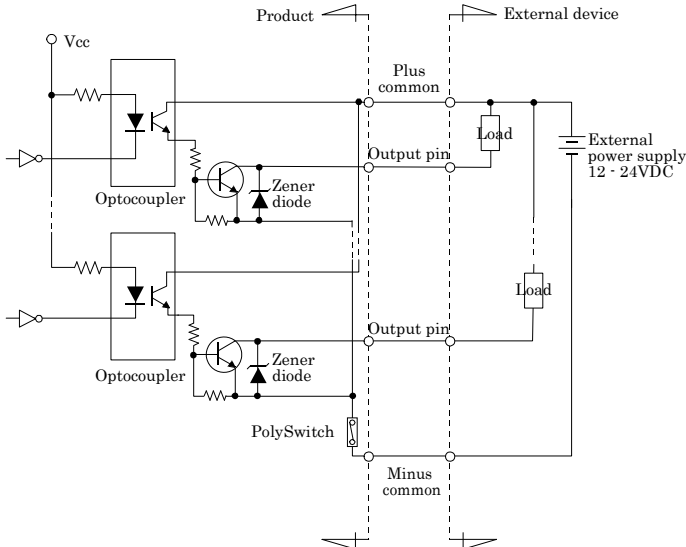 Product
External device
Vcc
Plus
common
Load
Output pin
External
power supply
12 - 24VDC
Optocoupler
Zener
diode
Load
Output pin
Optocoupler
Zener
diode
PolySwitch
Minus
common